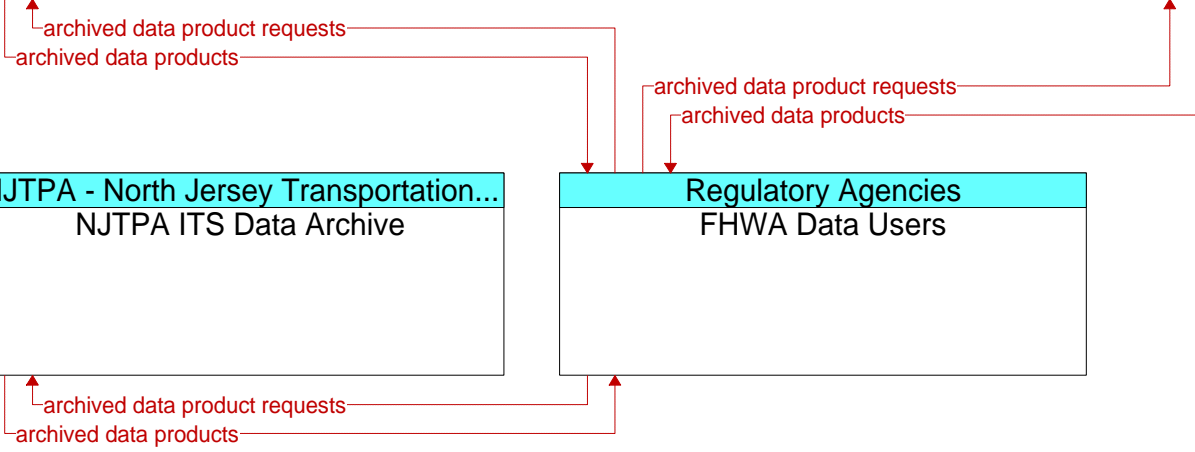 archived data product requests
archived data products
archived data product requests
archived data products
JTPA - North Jersey Transportation...
NJTPA ITS Data Archive
Regulatory Agencies
FHWA Data Users
archived data product requests
archived data products